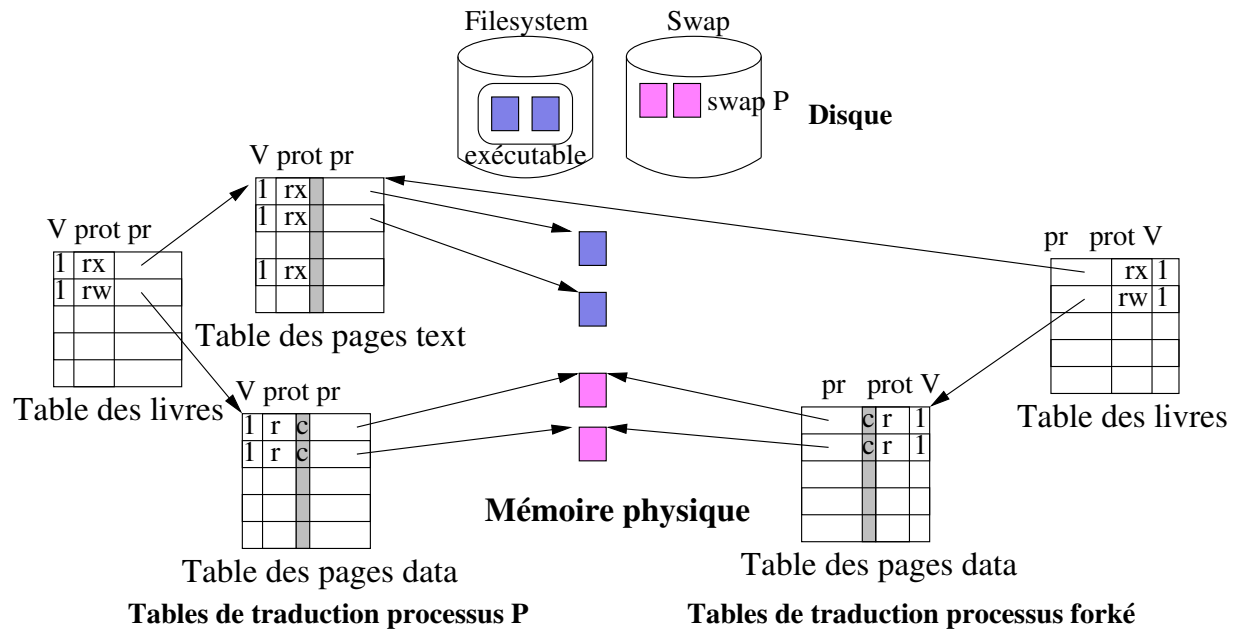 Filesystem Swap
swap P
Disque
exécutable
V prot pr
1 rx
1 rx
1 rx
Table des pages text
V prot pr
1 rx
1 rw
Table des livres
pr prot V
rx 1
rw 1
Table des livres
V prot pr
1 r c
1 r c
Table des pages data
pr prot V
c r 1
c r 1
Table des pages data
Mémoire physique
Tables de traduction processus P
Tables de traduction processus forké